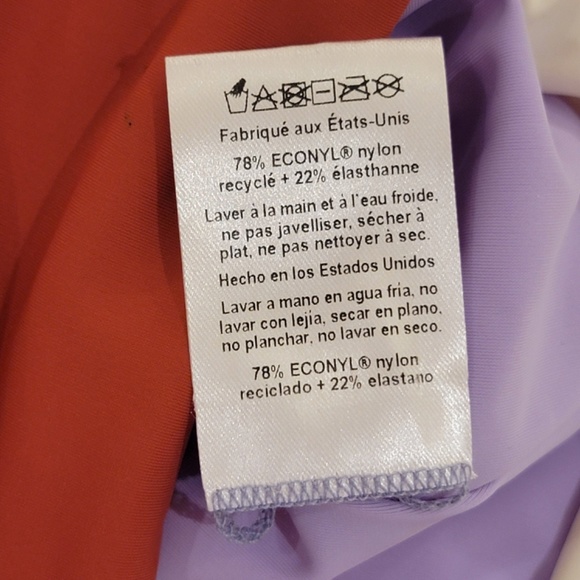 Fabriqué aux États-Unis
78% ECONYL® nylon
recyclé + 22% élasthanne
Laver à la main et à l'eau froide,
ne pas javelliser, sécher à
plat, ne pas nettoyer à sec.
Hecho en los Estados Unidos
Lavar a mano en agua fría, no
lavar con lejía, secar en plano,
no planchar, no lavar en seco.
78% ECONYL® nylon
reciclado + 22% elastano